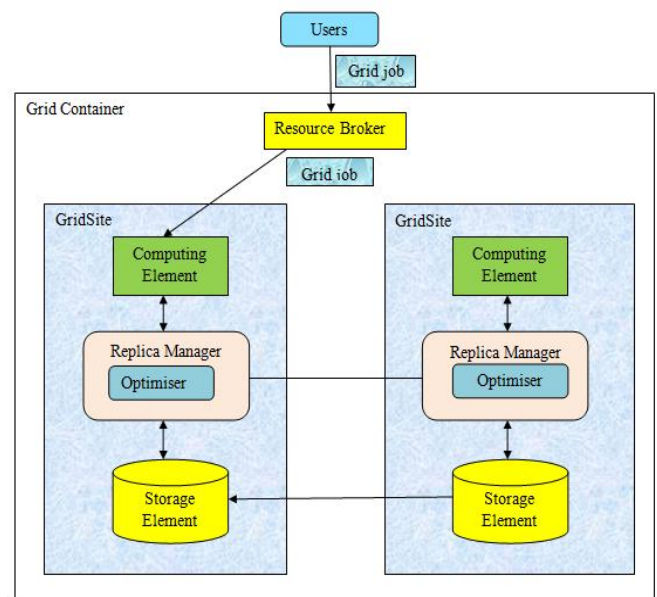 Users
Grid job
Grid Container
Resource Broker
Grid job
GridSite
Computing
Element
Replica Manager
Optimiser
Storage
Element
GridSite
Computing
Element
Replica Manager
Optimiser
Storage
Element